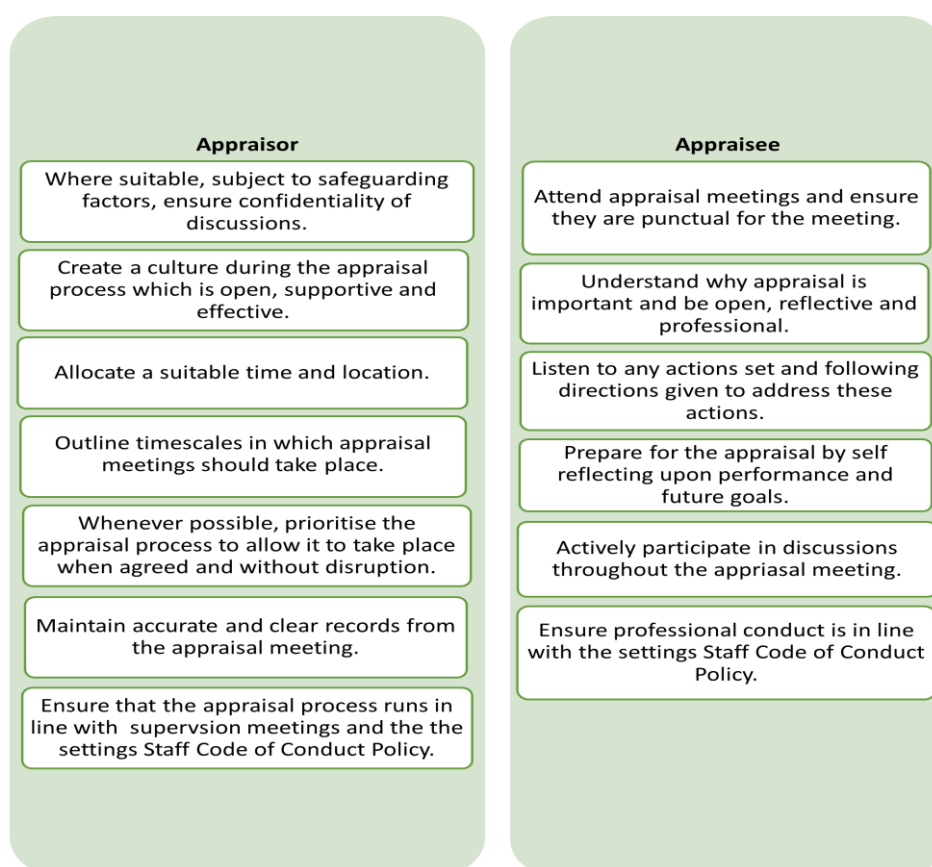 Appraisor
Where suitable, subject to safeguarding
factors, ensure confidentiality of
discussions.
Create a culture during the appraisal
process which is open, supportive and
effective.
Allocate a suitable time and location.
Outline timescales in which appraisal
meetings should take place.
Whenever possible, prioritise the
appraisal process to allow it to take place
when agreed and without disruption.
Maintain accurate and clear records from
the appraisal meeting.
Ensure that the appraisal process runs in
line with supervsion meetings and the the
settings Staff Code of Conduct Policy.
Appraisee
Attend appraisal meetings and ensure
they are punctual for the meeting.
Understand why appraisal is
important and be open, reflective and
professional.
Listen to any actions set and following
directions given to address these
actions.
Prepare for the appraisal by self
reflecting upon performance and
future goals.
Actively participate in discussions
throughout the appriasal meeting.
Ensure professional conduct is in line
with the settings Staff Code of Conduct
Policy.